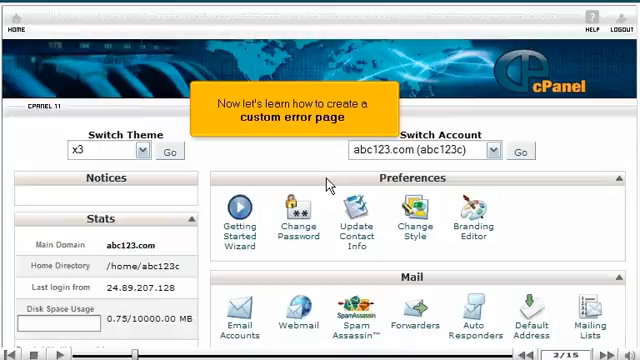 HOME
HELP
LOGOUT
cPanel
CPANEL 11
Now let's learn how to create a
custom error page
Switch Theme
x3
Go
Switch Account
abc123.com (abc123c)
Go
Notices
Stats
Main Domain
abc123.com
Home Directory
/home/abc123c
Last login from
24.89.207.128
Disk Space Usage
0.75/10000.00 MB
Preferences
Getting
Started
Wizard
Change
Password
Update
Contact
Info
Change
Style
Branding
Editor
Mail
Email
Accounts
Webmail
SpamAssassin
Spam
Assassin™
Forwarders
Auto
Responders
Default
Address
Mailing
Lists
2/15